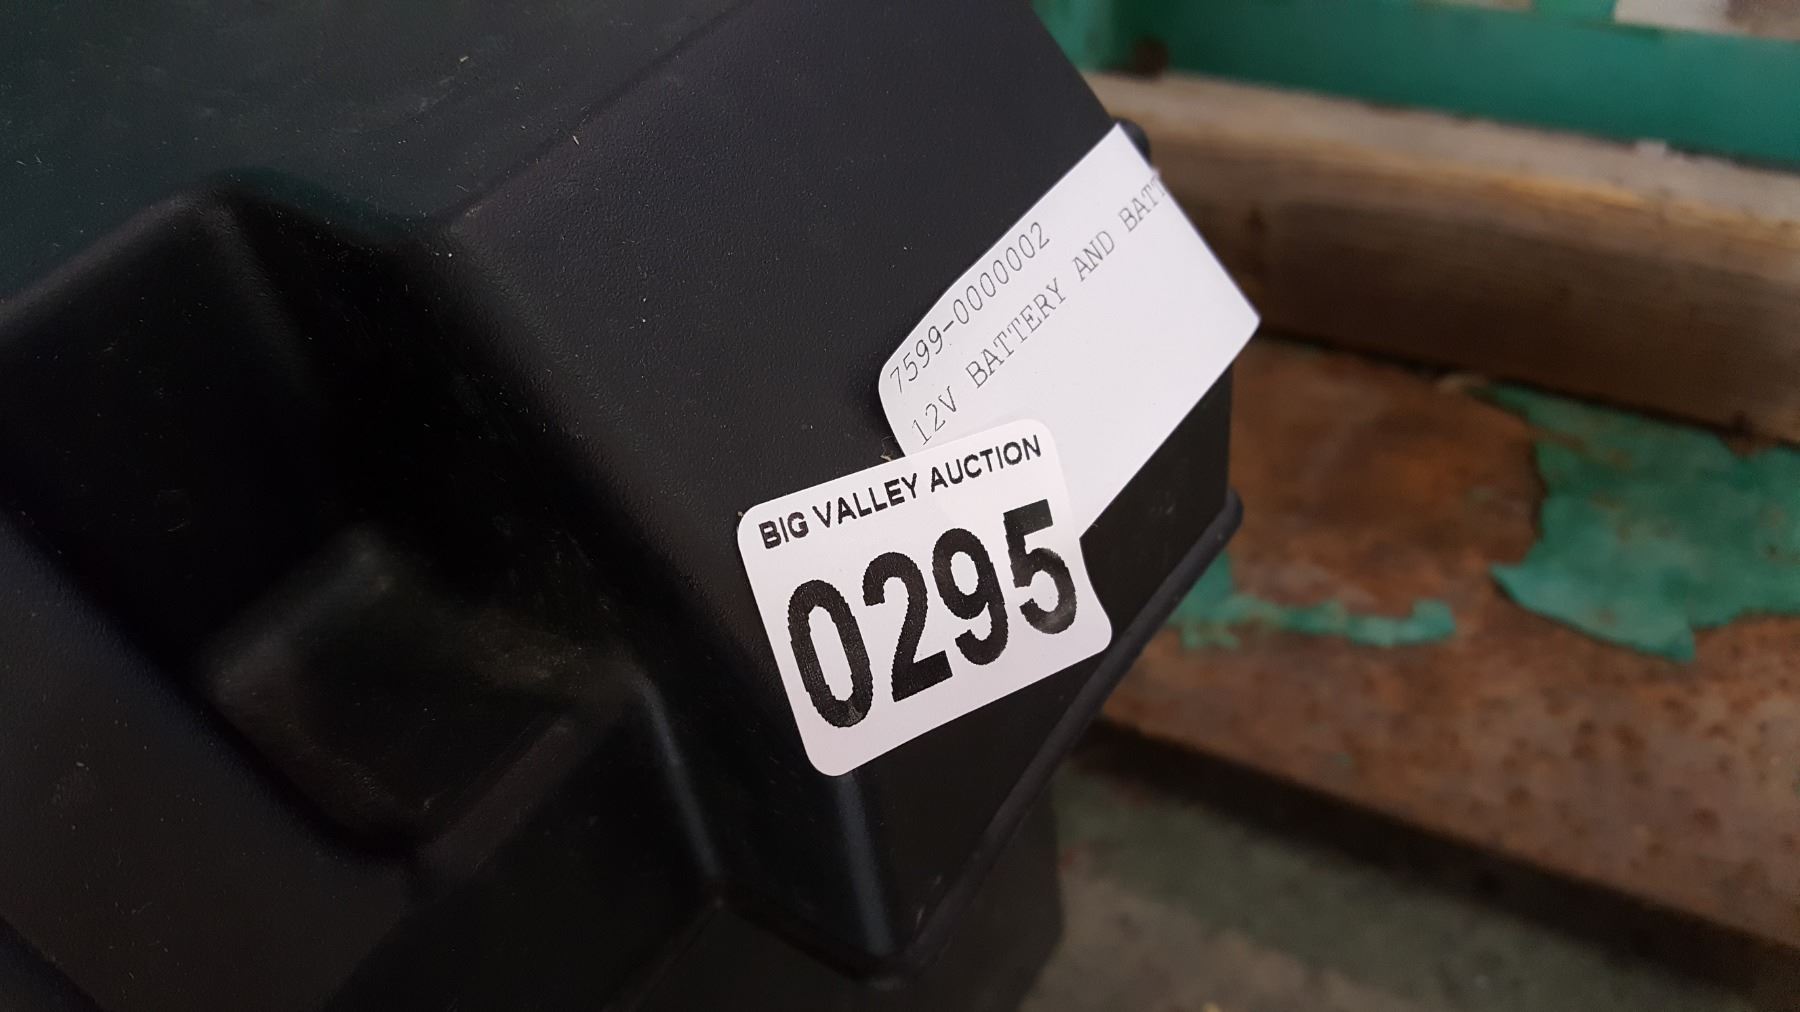 7599-0000002
12V BATTERY AND BATT
BIG VALLEY AUCTION
0295